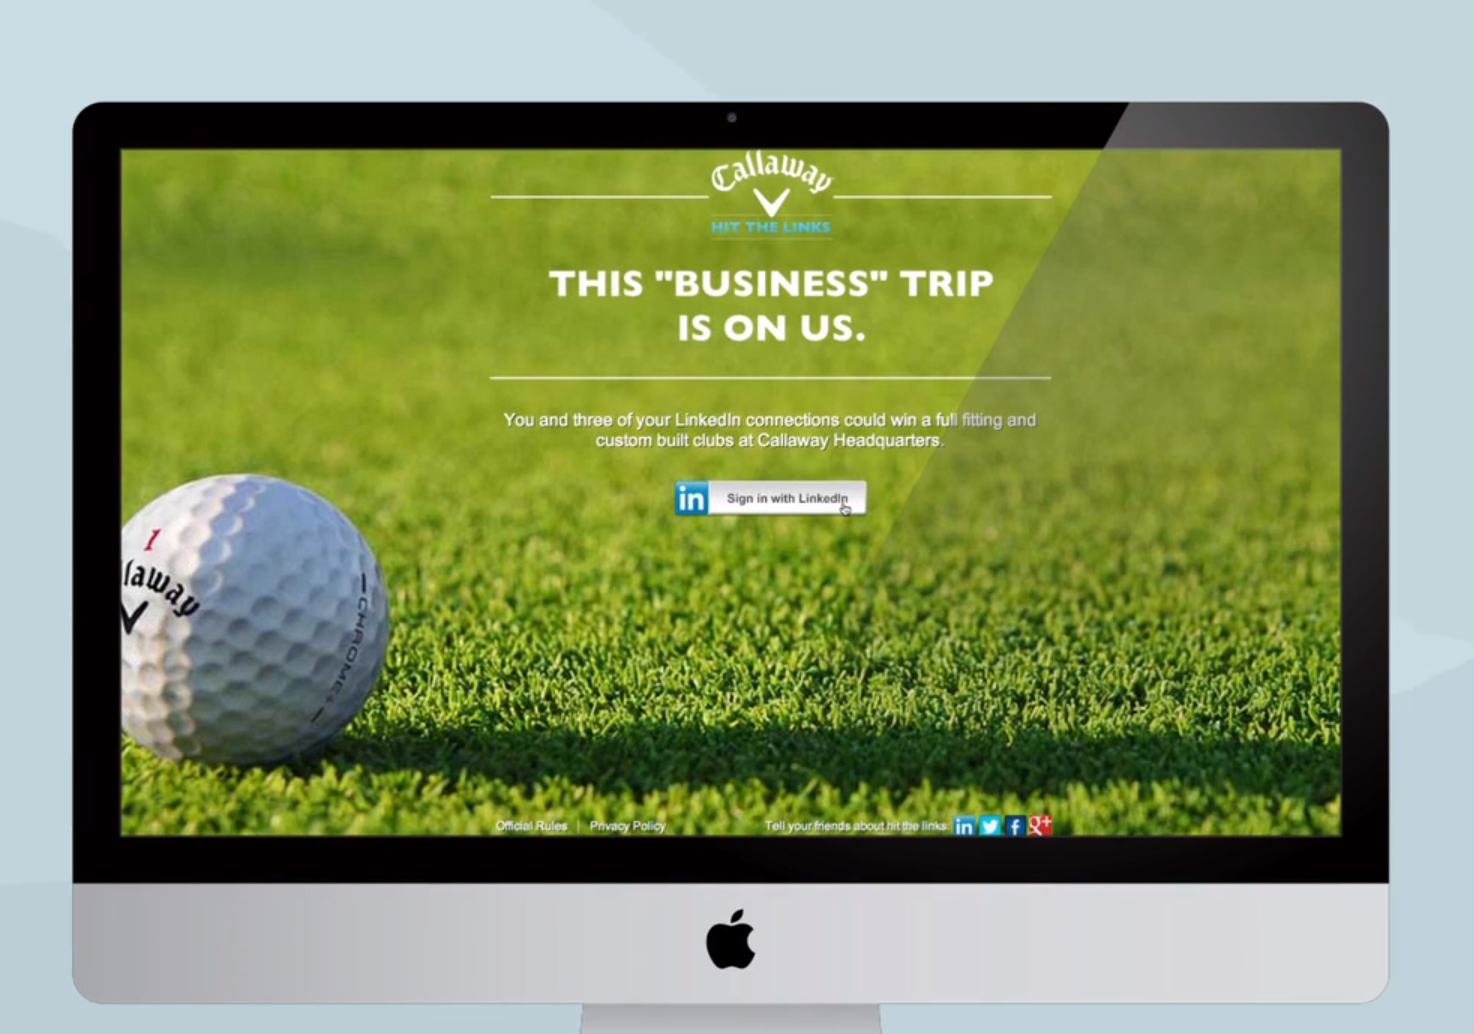 Callaway
HIT THE LINKS
THIS "BUSINESS" TRIP
IS ON US.
You and three of your LinkedIn connections could win a full fitting and
custom built clubs at Callaway Headquarters.
in Sign in with LinkedIn
1
laway
CHROME+
Official Rules | Privacy Policy Tell your friends about hit the links: in f g+